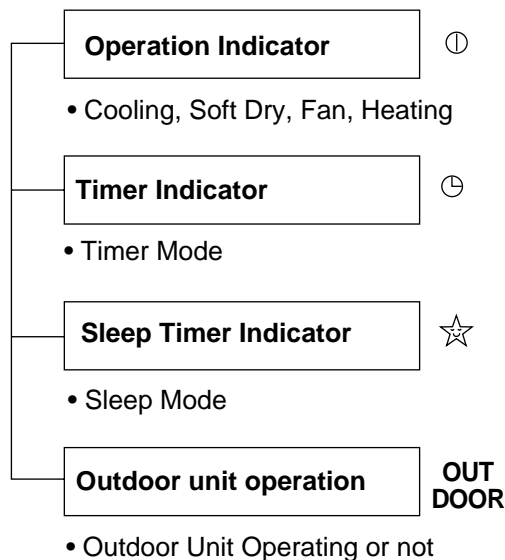 Operation Indicator
• Cooling, Soft Dry, Fan, Heating
Timer Indicator
• Timer Mode
Sleep Timer Indicator
• Sleep Mode
Outdoor unit operation
OUT
DOOR
• Outdoor Unit Operating or not